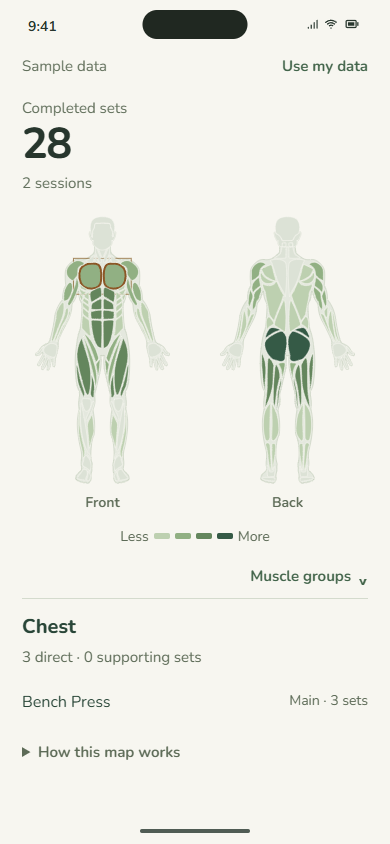 9:41
Sample data
Use my data
Completed sets
28
2 sessions
Front
Back
Less
More
Muscle groups
Chest
3 direct · 0 supporting sets
Bench Press
Main · 3 sets
How this map works